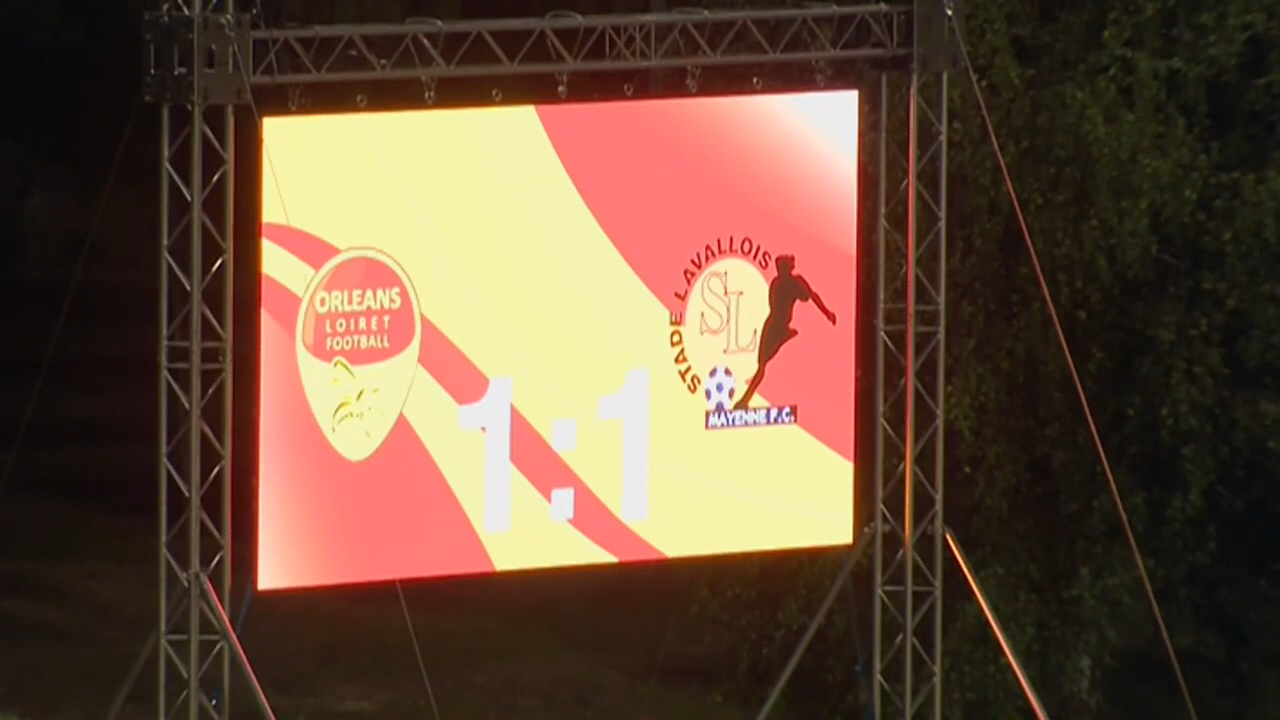 ORLEANS
LOIRET
FOOTBALL
STADE LAVALLOIS
SL
MAYENNE F.C.
1:1